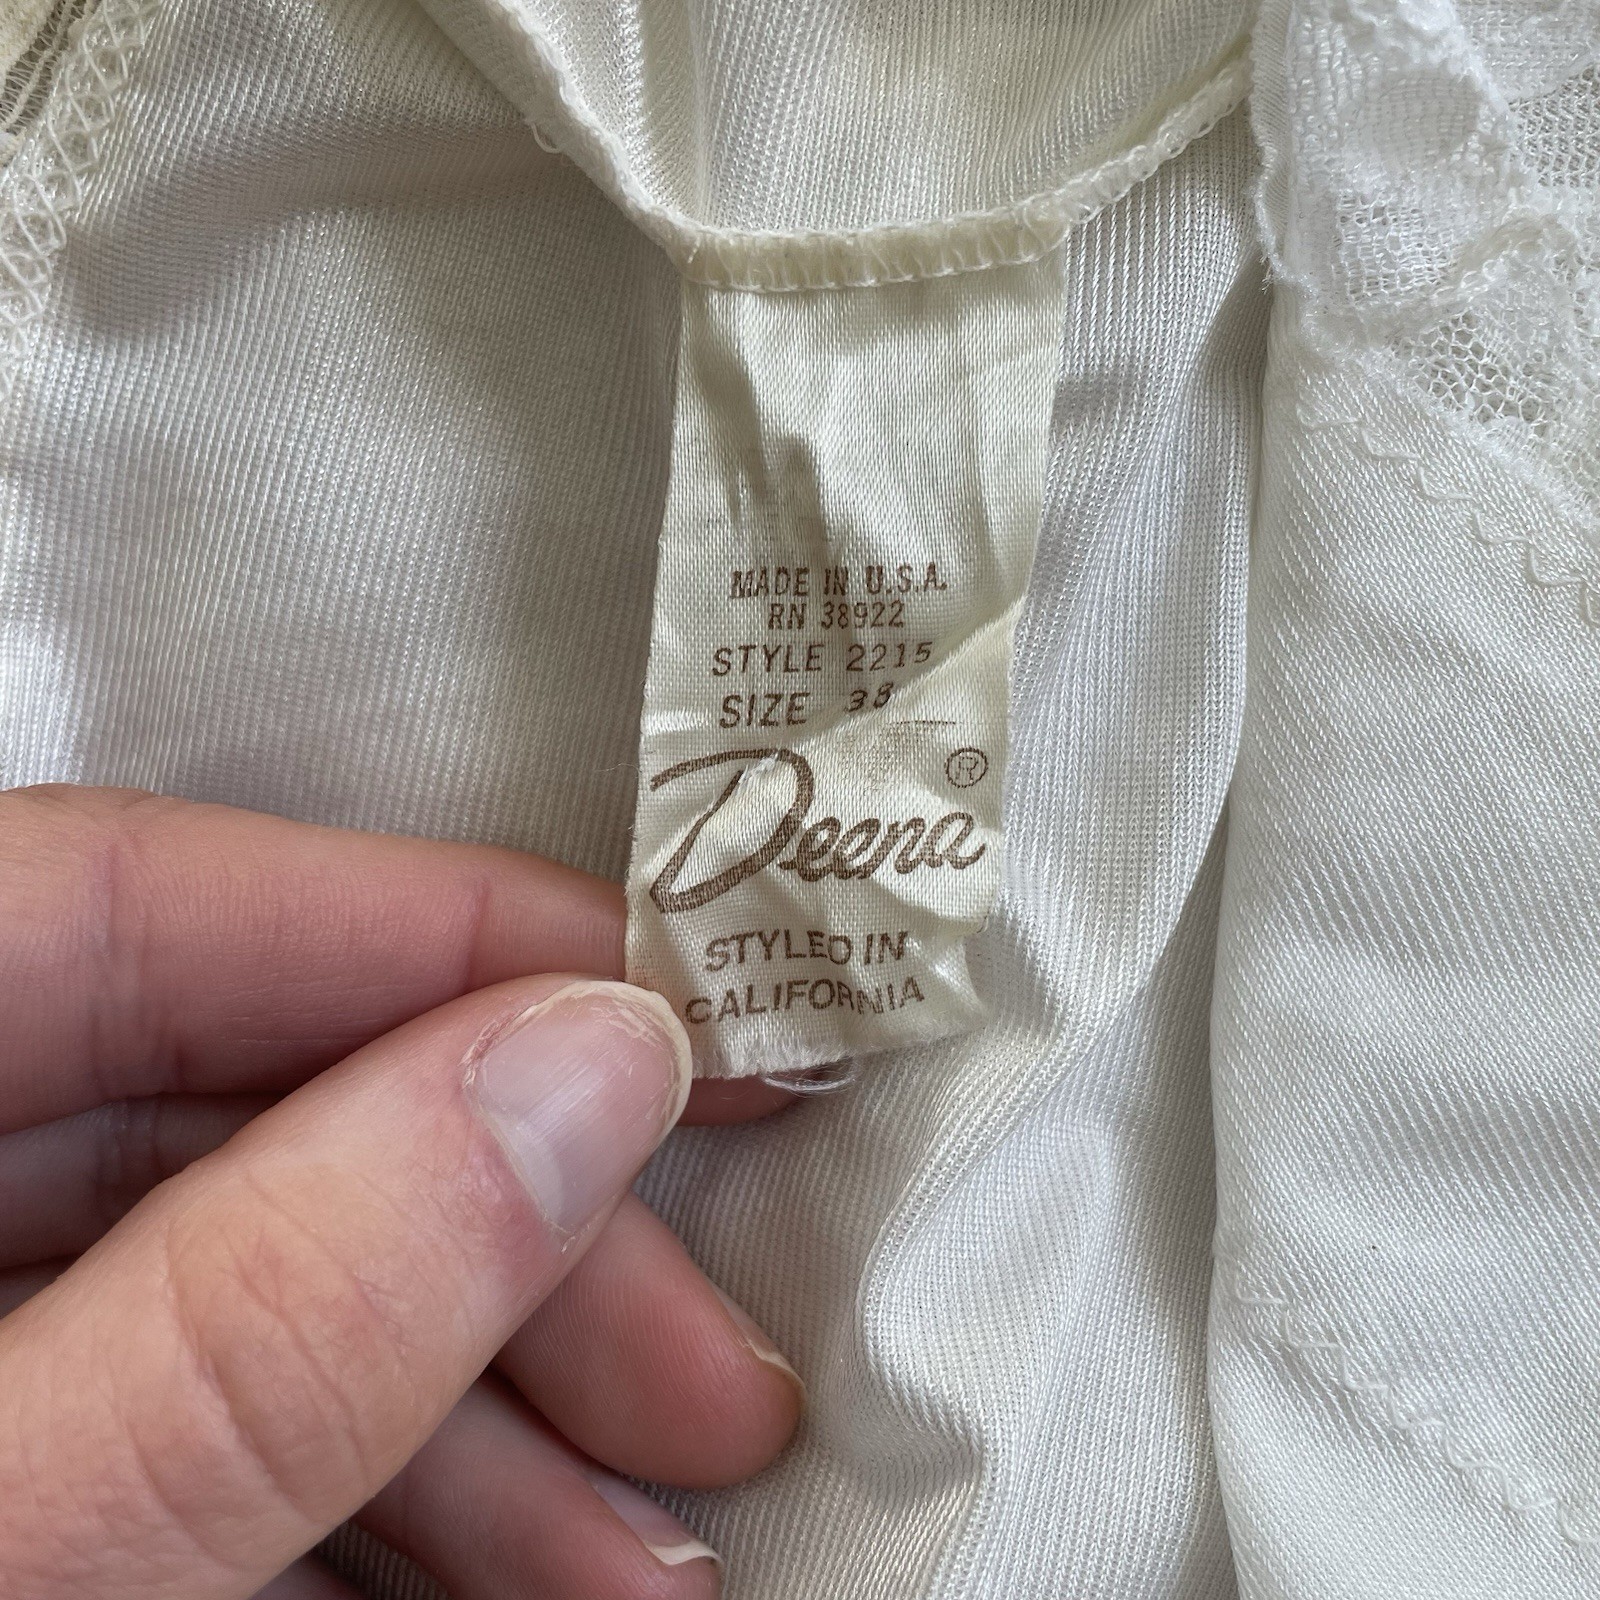 MADE IN U.S.A.
RN 38922
STYLE 2215
SIZE 38
Deena ®
STYLED IN
CALIFORNIA